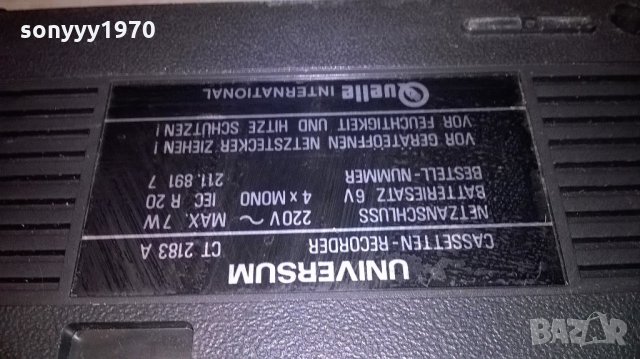 sonyyy1970
UNIVERSUM
CASSETTEN-RECORDER CT 2183 A
NETZANSCHLUSS 220V ~ MAX. 7W
BATTERIESATZ 6V 4 x MONO IEC R 20
BESTELL-NUMMER 211. 891 7
VOR GERÄTEÖFFNEN NETZSTECKER ZIEHEN!
VOR FEUCHTIGKEIT UND HITZE SCHÜTZEN!
Quelle INTERNATIONAL
BAZAR